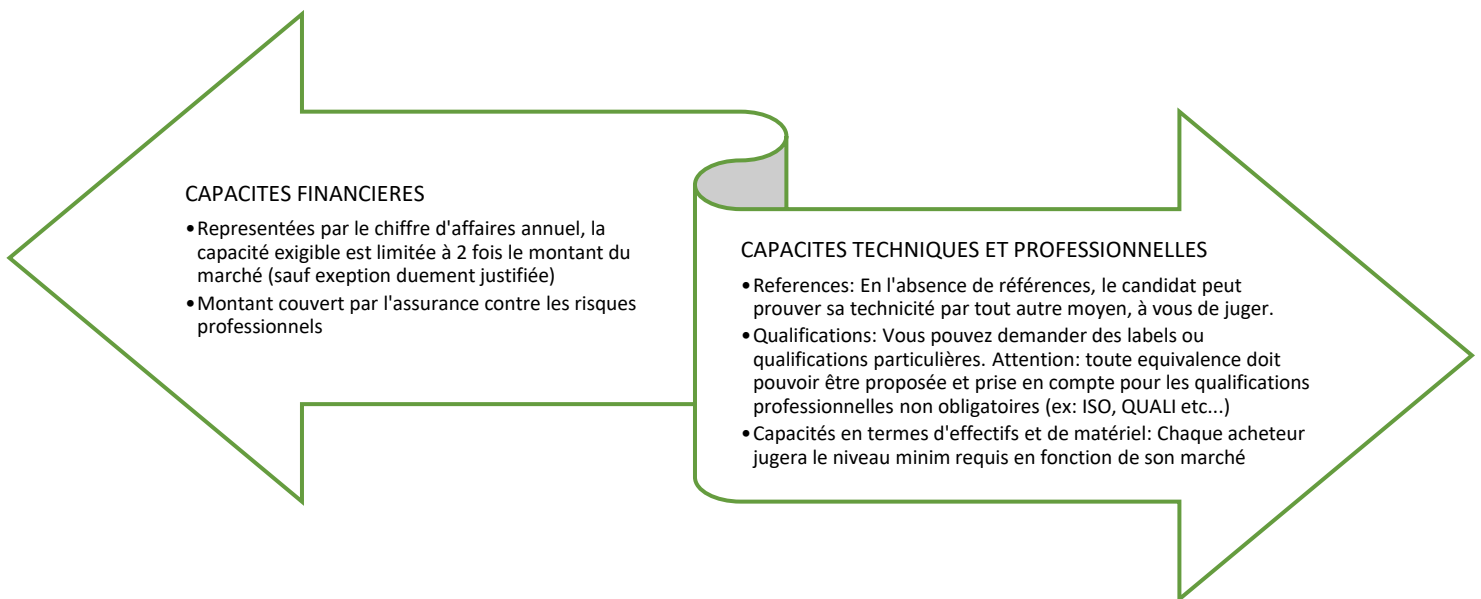 CAPACITES FINANCIERES
•Representées par le chiffre d'affaires annuel, la
capacité exigible est limitée à 2 fois le montant du
marché (sauf exeption duement justifiée)
•Montant couvert par l'assurance contre les risques
professionnels
CAPACITES TECHNIQUES ET PROFESSIONNELLES
•References: En l'absence de références, le candidat peut
prouver sa technicité par tout autre moyen, à vous de juger.
•Qualifications: Vous pouvez demander des labels ou
qualifications particulières. Attention: toute equivalence doit
pouvoir être proposée et prise en compte pour les qualifications
professionnelles non obligatoires (ex: ISO, QUALI etc...)
•Capacités en termes d'effectifs et de matériel: Chaque acheteur
jugera le niveau minim requis en fonction de son marché